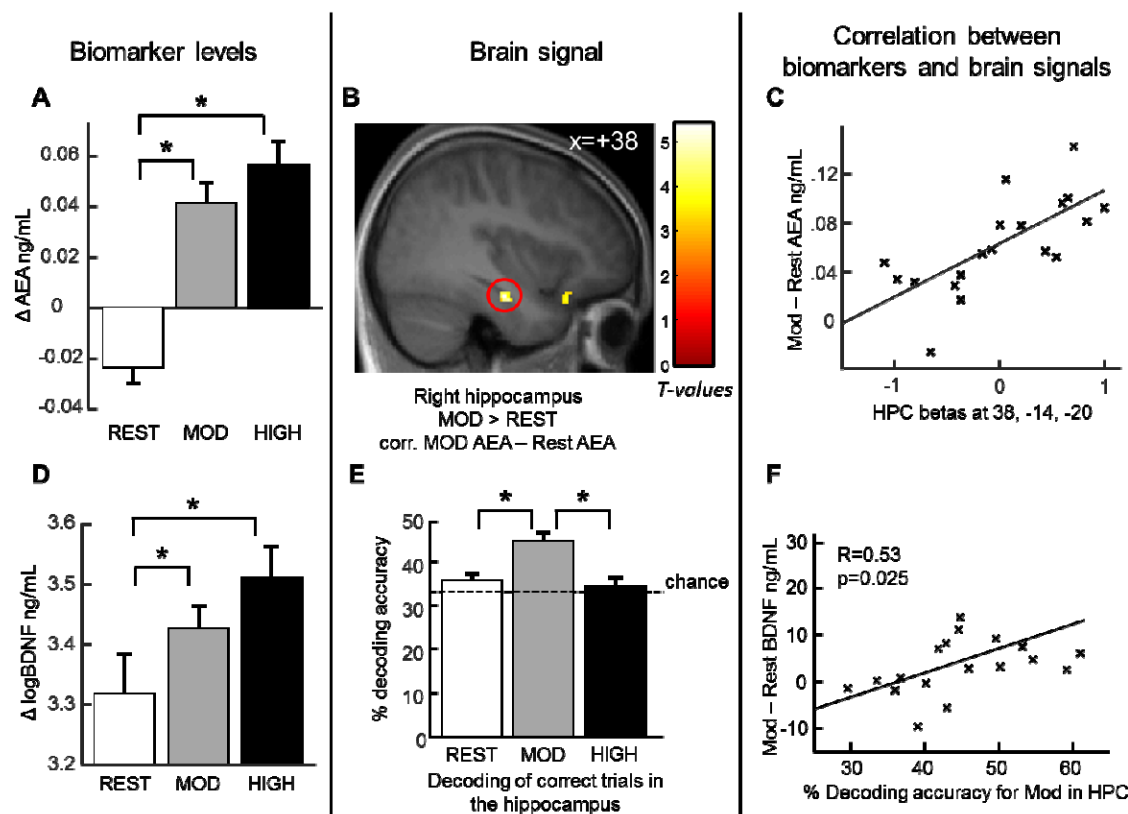 Biomarker levels
Brain signal
Correlation between
biomarkers and brain signals
A
*
*
Δ AEA ng/mL
0.06
0.04
0.02
0
-0.02
-0.04
REST MOD HIGH
B
x=+38
5
4
3
2
1
0
T-values
Right hippocampus
MOD > REST
corr. MOD AEA – Rest AEA
C
Mod – Rest AEA ng/mL
.12
0.08
0.04
0
-1 0 1
HPC betas at 38, -14, -20
D
*
*
Δ logBDNF ng/mL
3.6
3.5
3.4
3.3
3.2
REST MOD HIGH
E
* *
% decoding accuracy
50
40
30
20
10
0
chance
REST MOD HIGH
Decoding of correct trials in
the hippocampus
F
R=0.53
p=0.025
Mod – Rest BDNF ng/mL
30
20
10
0
-10
30 40 50 60
% Decoding accuracy for Mod in HPC